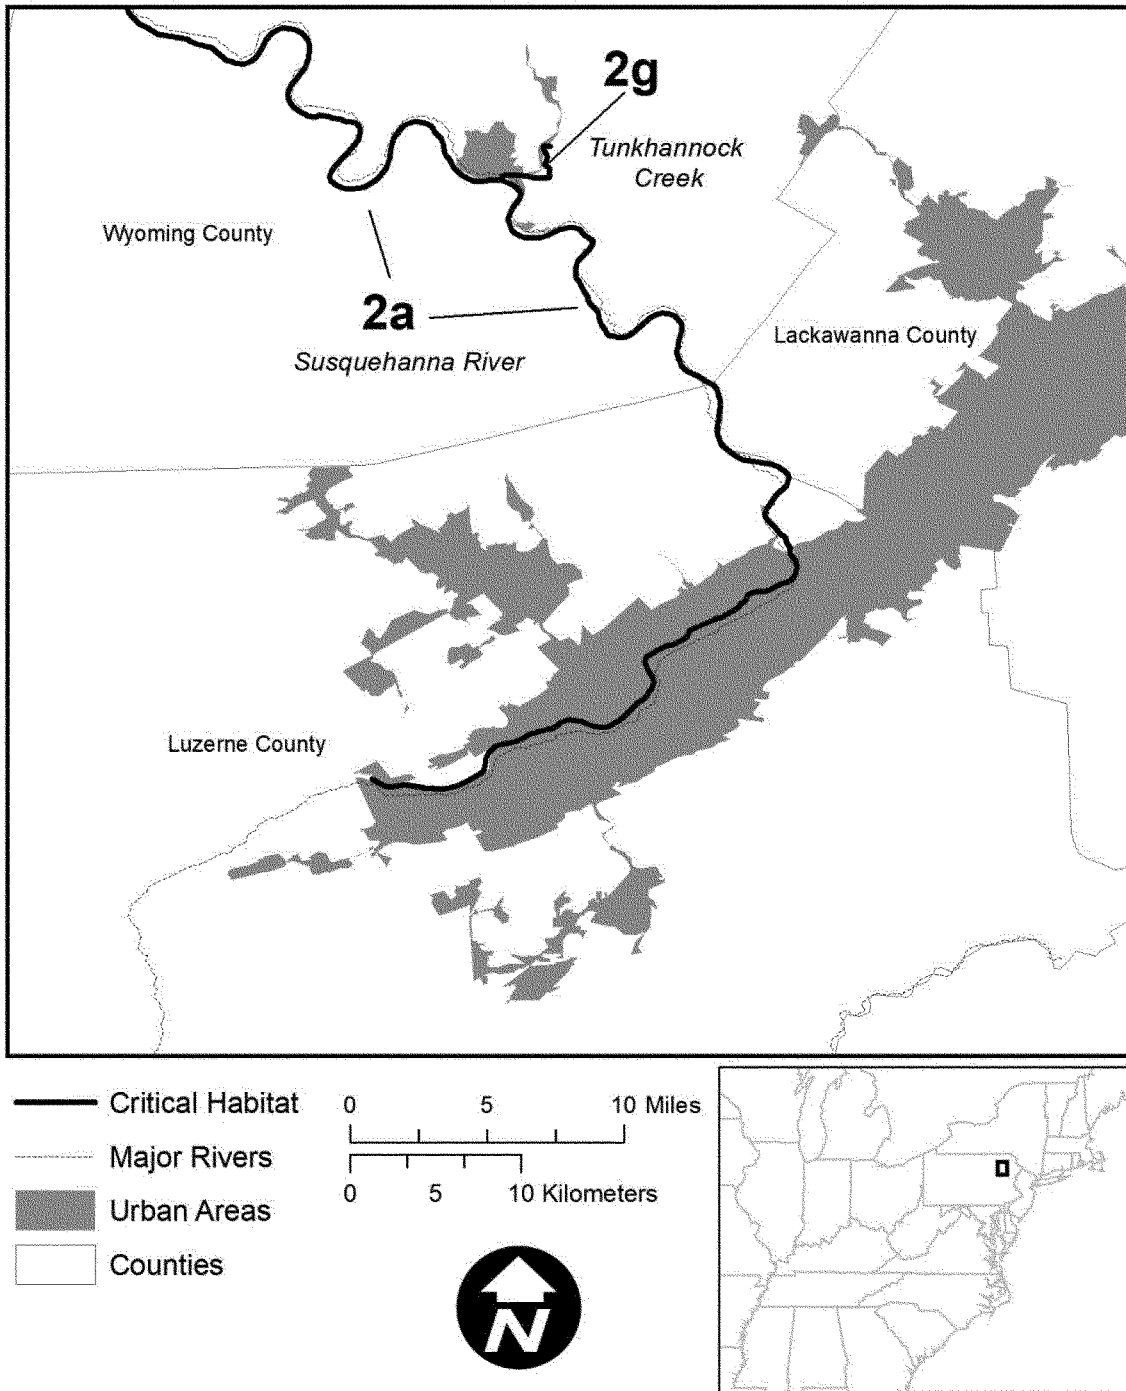 2g
Tunkhannock
Creek
Wyoming County
2a
Susquehanna River
Lackawanna County
Luzerne County
Critical Habitat
Major Rivers
Urban Areas
Counties
0 5 10 Miles
0 5 10 Kilometers
N